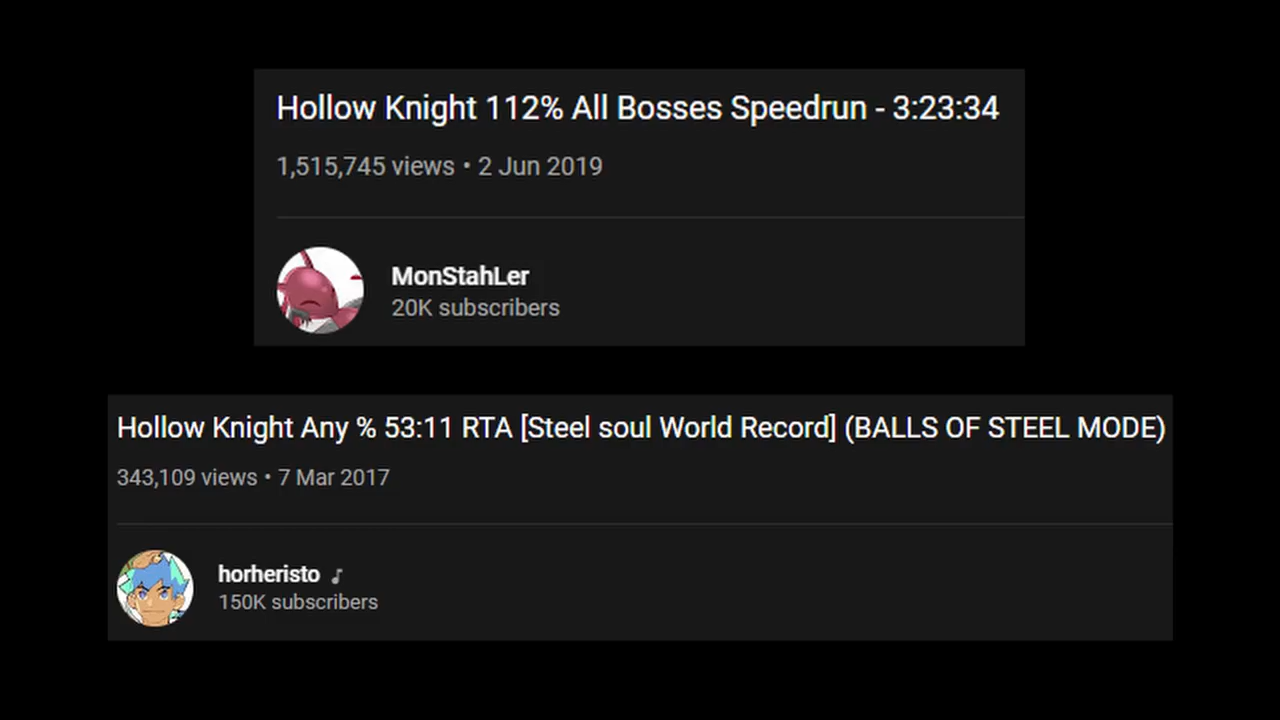 Hollow Knight 112% All Bosses Speedrun - 3:23:34
1,515,745 views • 2 Jun 2019
MonStahLer
20K subscribers
Hollow Knight Any % 53:11 RTA [Steel soul World Record] (BALLS OF STEEL MODE)
343,109 views • 7 Mar 2017
horheristo ♪
150K subscribers